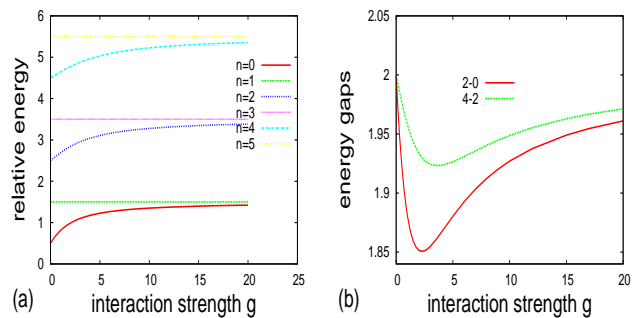 6
5
4
3
2
1
0
0
5
10
15
20
25
relative energy
interaction strength g
n=0
n=1
n=2
n=3
n=4
n=5
(a)
2.05
2
1.95
1.9
1.85
0
5
10
15
20
energy gaps
interaction strength g
2-0
4-2
(b)